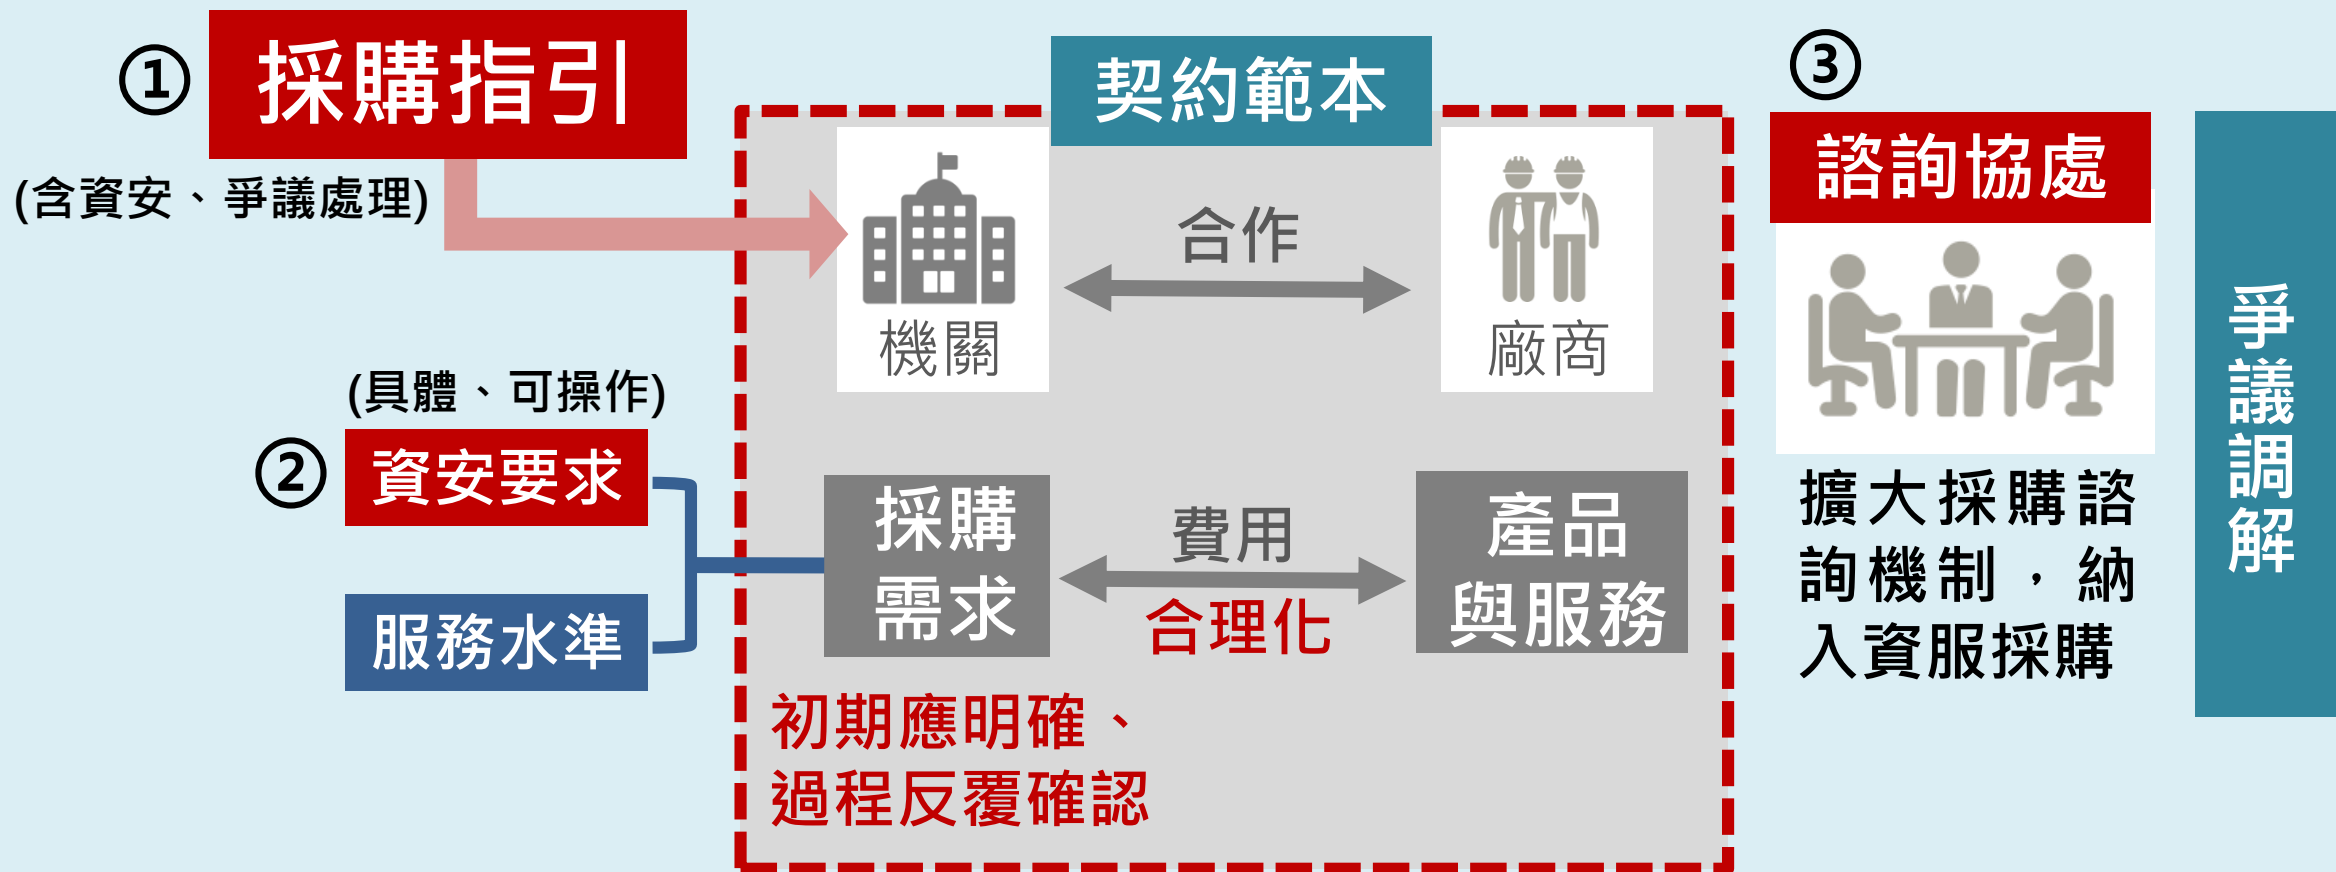 ①
採購指引
(含資安、爭議處理)
(具體、可操作)
②
資安要求
服務水準
契約範本
機關
合作
廠商
採購
需求
費用
合理化
產品
與服務
初期應明確、
過程反覆確認
③
諮詢協處
擴大採購諮
詢機制，納
入資服採購
爭議調解